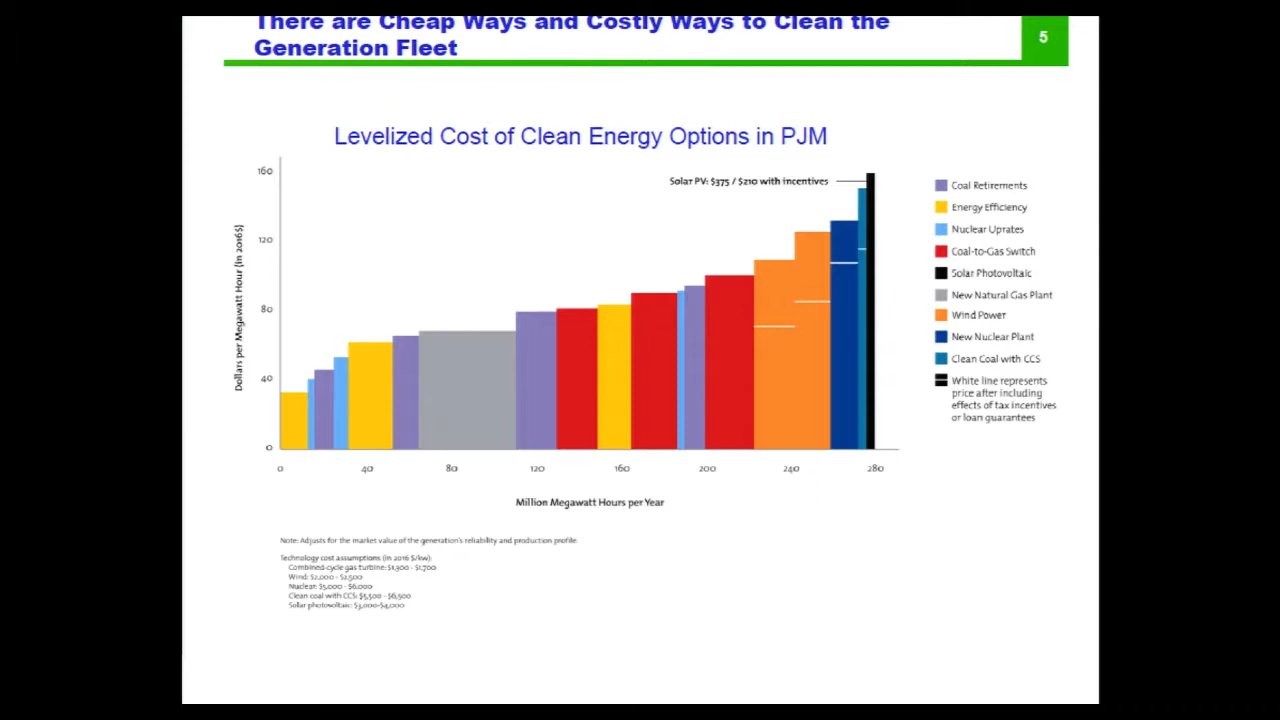 There are Cheap Ways and Costly Ways to Clean the
Generation Fleet
5
Levelized Cost of Clean Energy Options in PJM
Dollars per Megawatt Hour (in 2016$)
160
120
80
40
0
Solar PV: $375 / $210 with incentives
0 40 80 120 160 200 240 280
Million Megawatt Hours per Year
Coal Retirements
Energy Efficiency
Nuclear Uprates
Coal-to-Gas Switch
Solar Photovoltaic
New Natural Gas Plant
Wind Power
New Nuclear Plant
Clean Coal with CCS
White line represents
price after including
effects of tax incentives
or loan guarantees
Note: Adjusts for the market value of the generation's reliability and production profile.
Technology cost assumptions (in 2016 $/kw):
Combined-cycle gas turbine: $1,300 - $1,700
Wind: $2,000 - $2,500
Nuclear: $5,000 - $6,000
Clean coal with CCS: $5,500 - $6,500
Solar photovoltaic: $3,000-$4,000